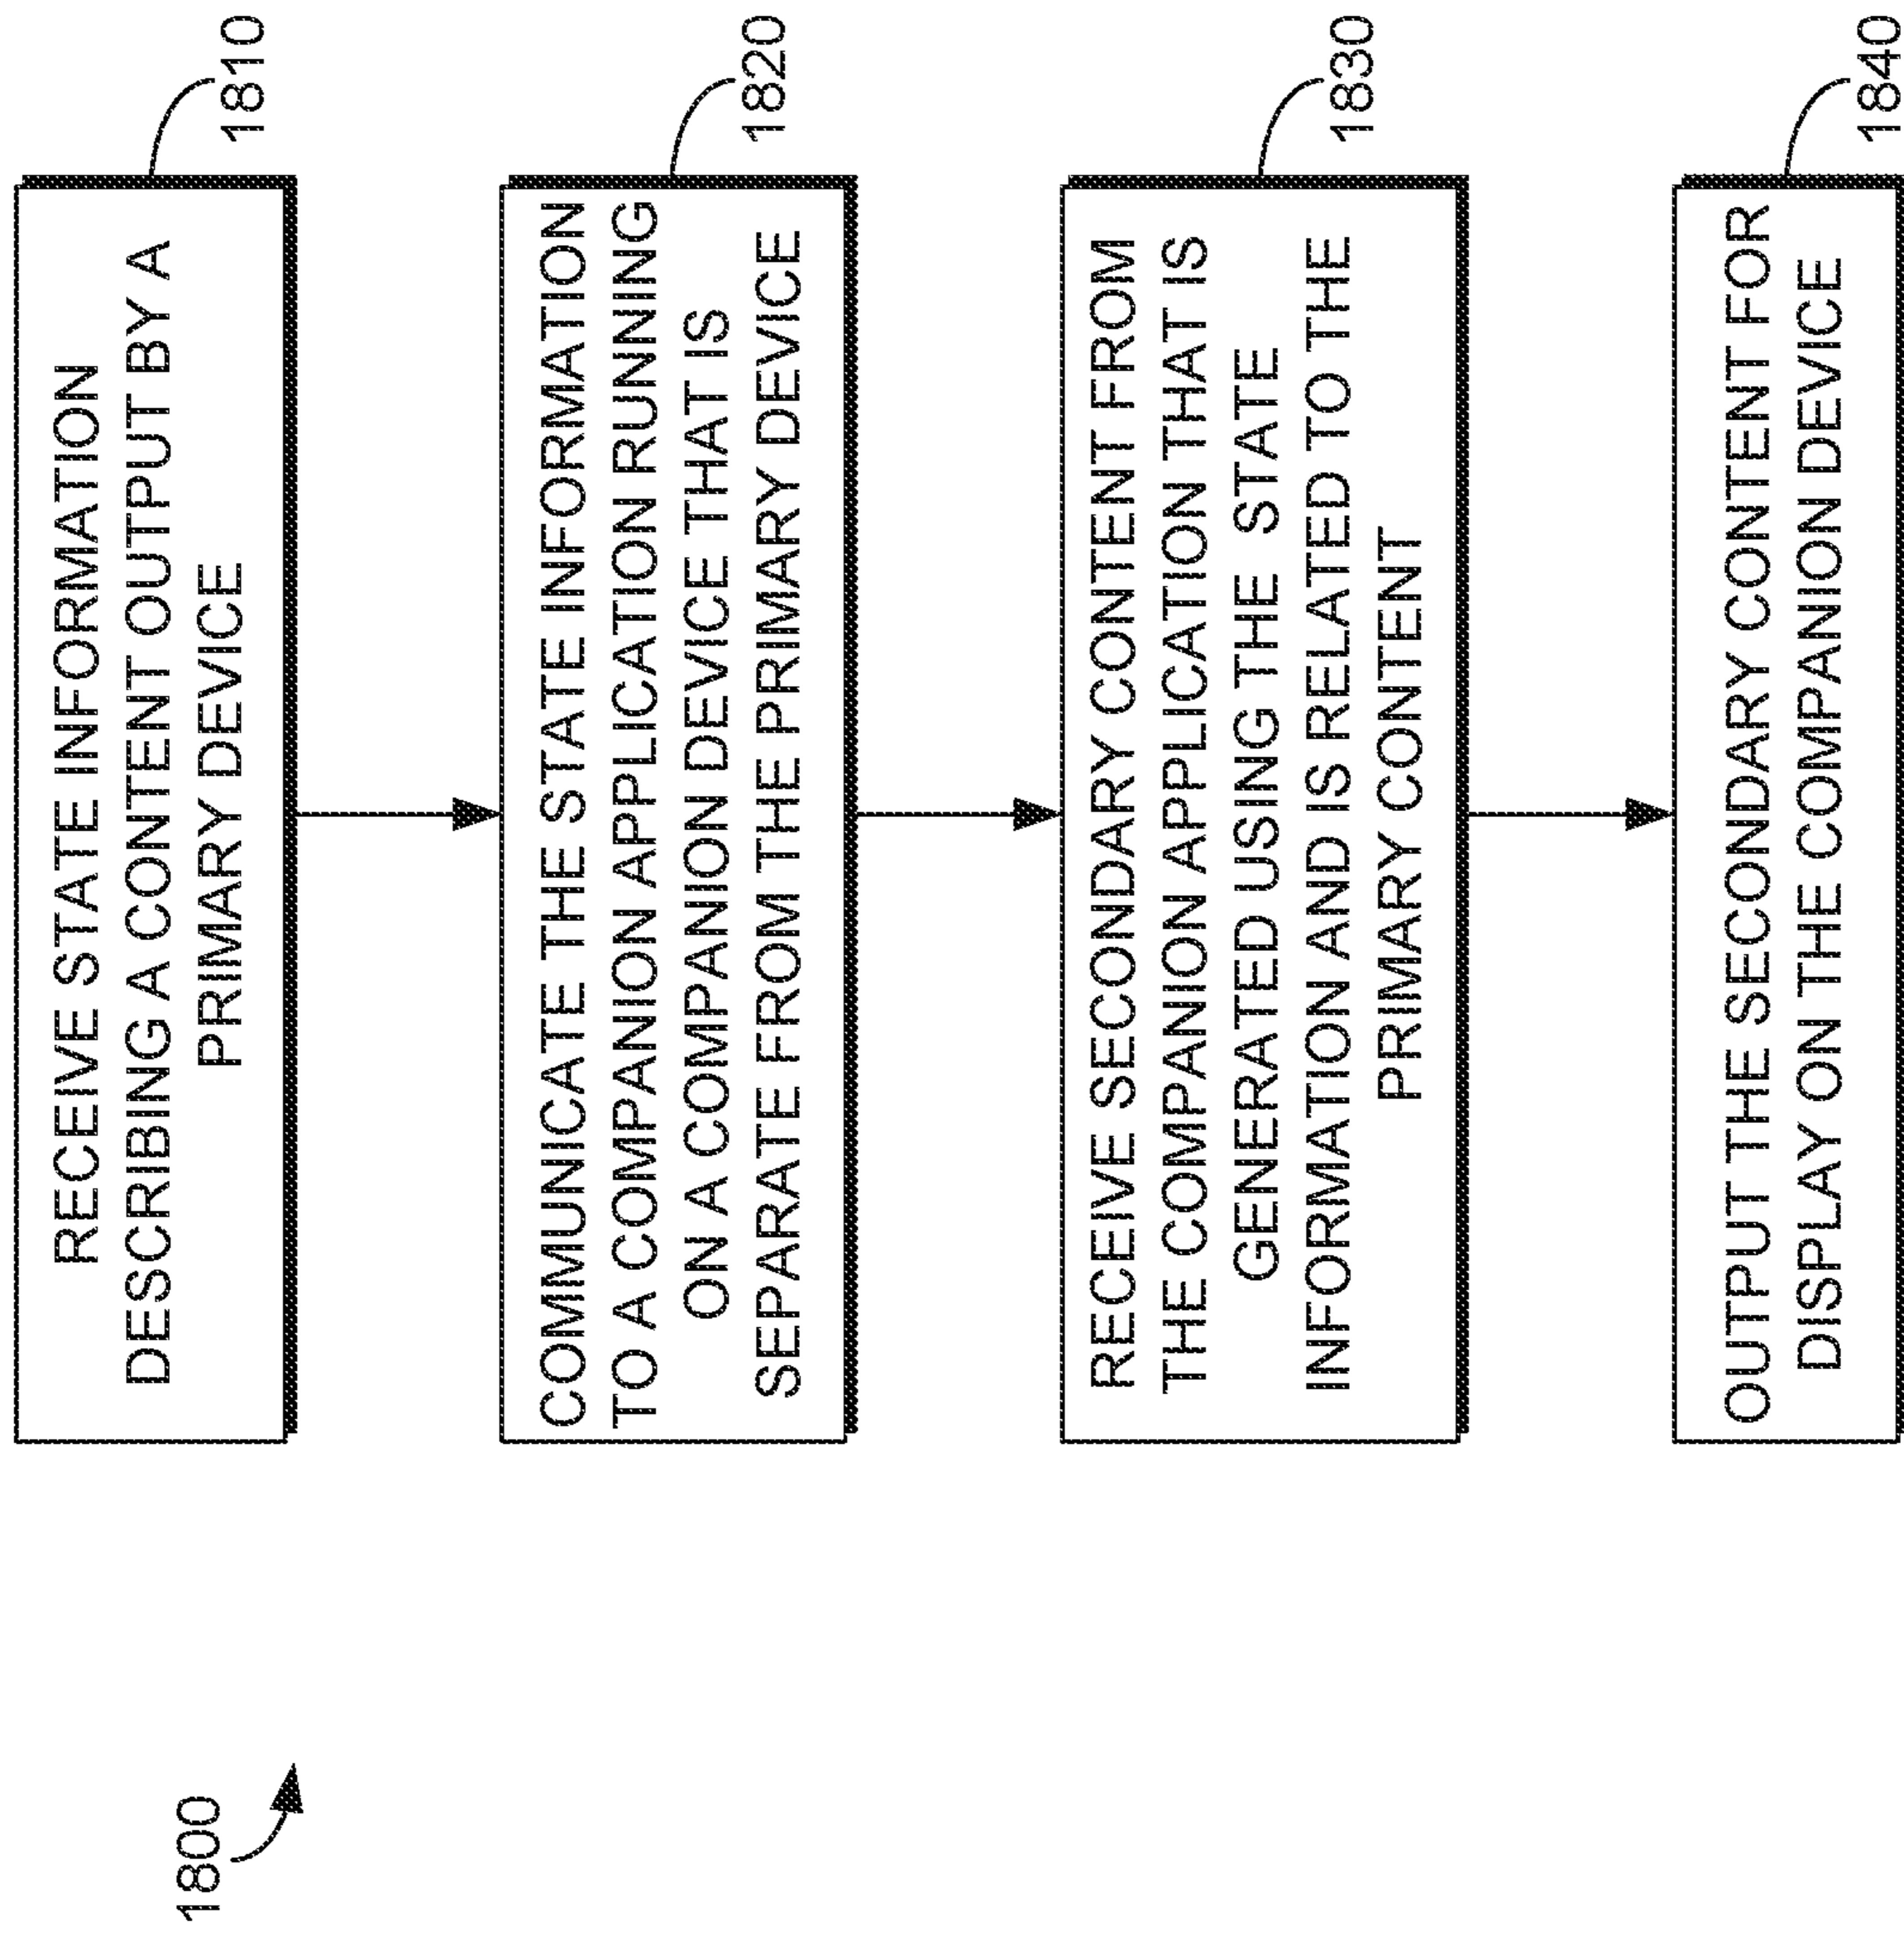 1800
RECEIVE STATE INFORMATION
DESCRIBING A CONTENT OUTPUT BY A
PRIMARY DEVICE
1810
COMMUNICATE THE STATE INFORMATION
TO A COMPANION APPLICATION RUNNING
ON A COMPANION DEVICE THAT IS
SEPARATE FROM THE PRIMARY DEVICE
1820
RECEIVE SECONDARY CONTENT FROM
THE COMPANION APPLICATION THAT IS
GENERATED USING THE STATE
INFORMATION AND IS RELATED TO THE
PRIMARY CONTENT
1830
OUTPUT THE SECONDARY CONTENT FOR
DISPLAY ON THE COMPANION DEVICE
1840